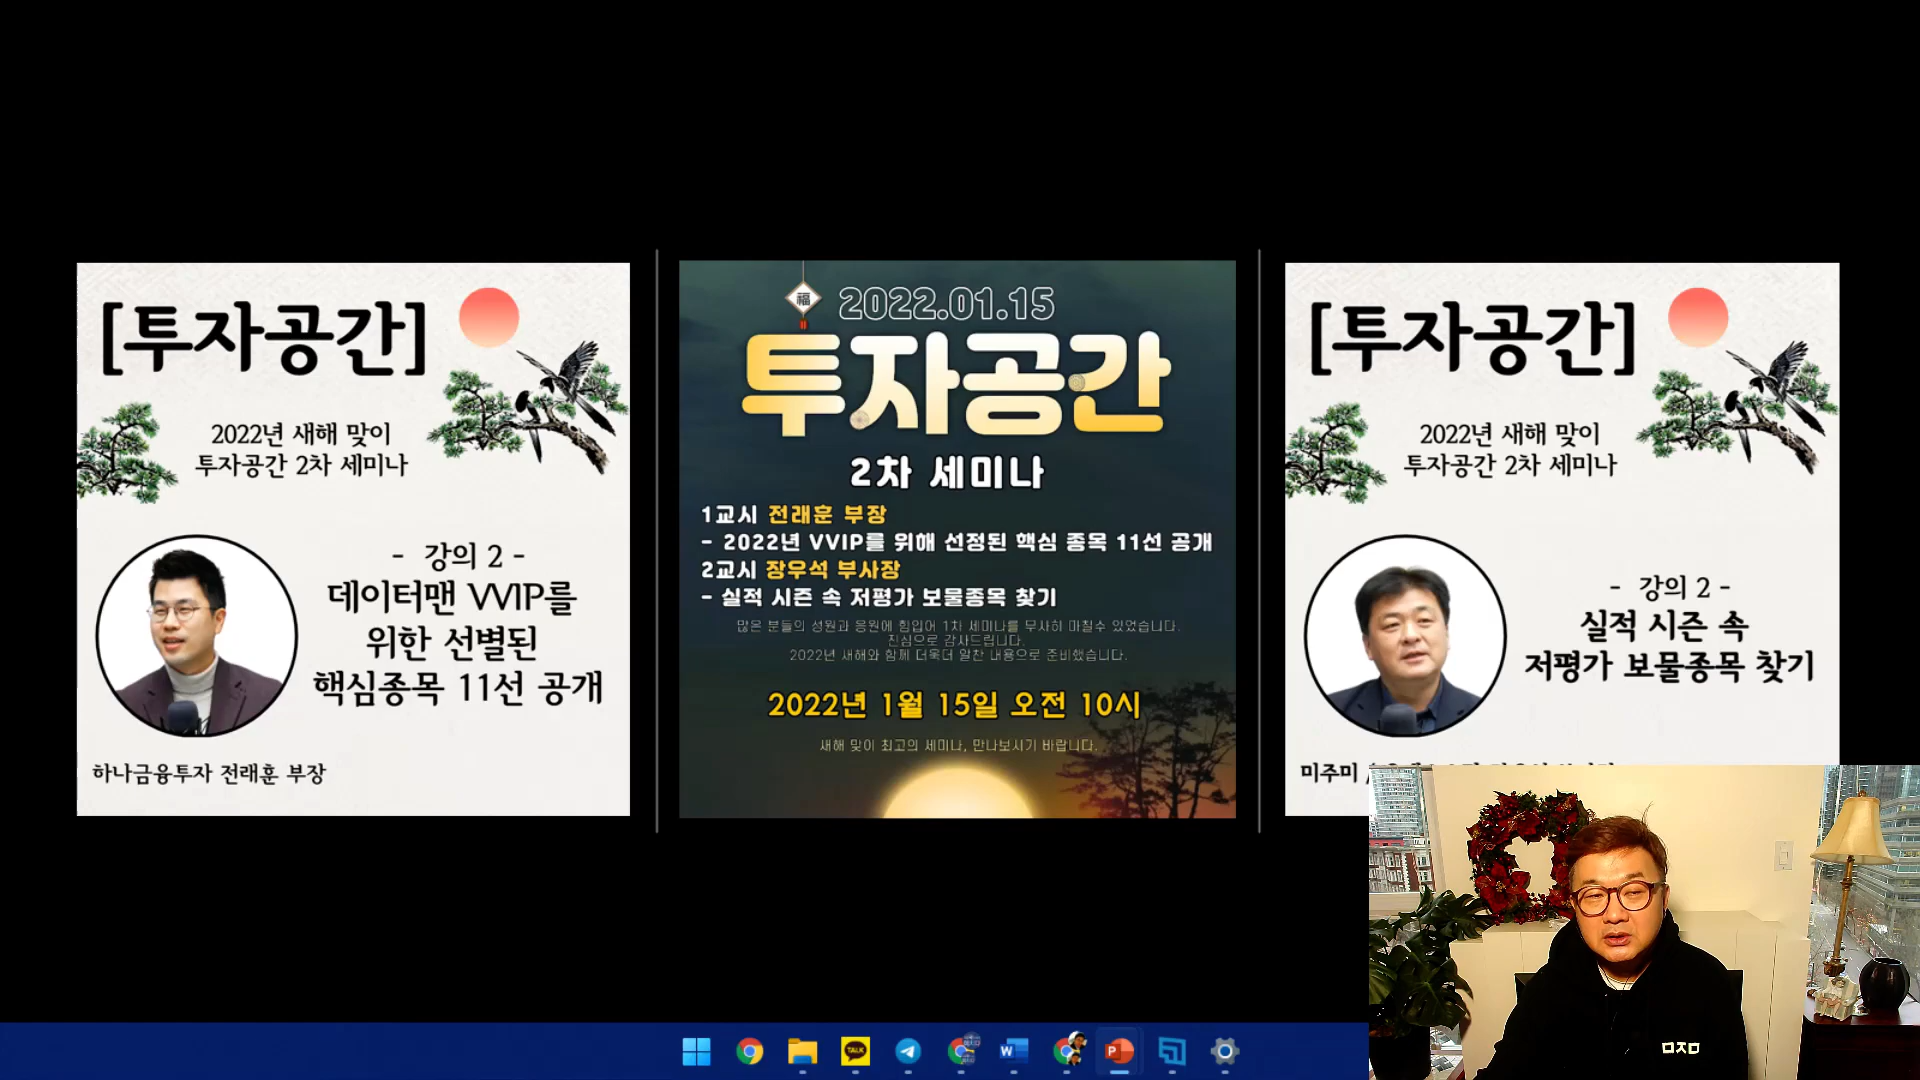 [투자공간]
2022년 새해 맞이
투자공간 2차 세미나
- 강의 2 -
데이터맨 VVIP를
위한 선별된
핵심종목 11선 공개
하나금융투자 전래훈 부장
福
2022.01.15
투자공간
2차 세미나
1교시 전래훈 부장
- 2022년 VVIP를 위해 선정된 핵심 종목 11선 공개
2교시 장우석 부사장
- 실적 시즌 속 저평가 보물종목 찾기
많은 분들의 성원과 응원에 힘입어 1차 세미나를 무사히 마칠수 있었습니다.
진심으로 감사드립니다.
2022년 새해와 함께 더욱더 알찬 내용으로 준비했습니다.
2022년 1월 15일 오전 10시
새해 맞이 최고의 세미나, 만나보시기 바랍니다.
[투자공간]
2022년 새해 맞이
투자공간 2차 세미나
- 강의 2 -
실적 시즌 속
저평가 보물종목 찾기
미주미
ㅁㅈㅁ
TALK
W
P